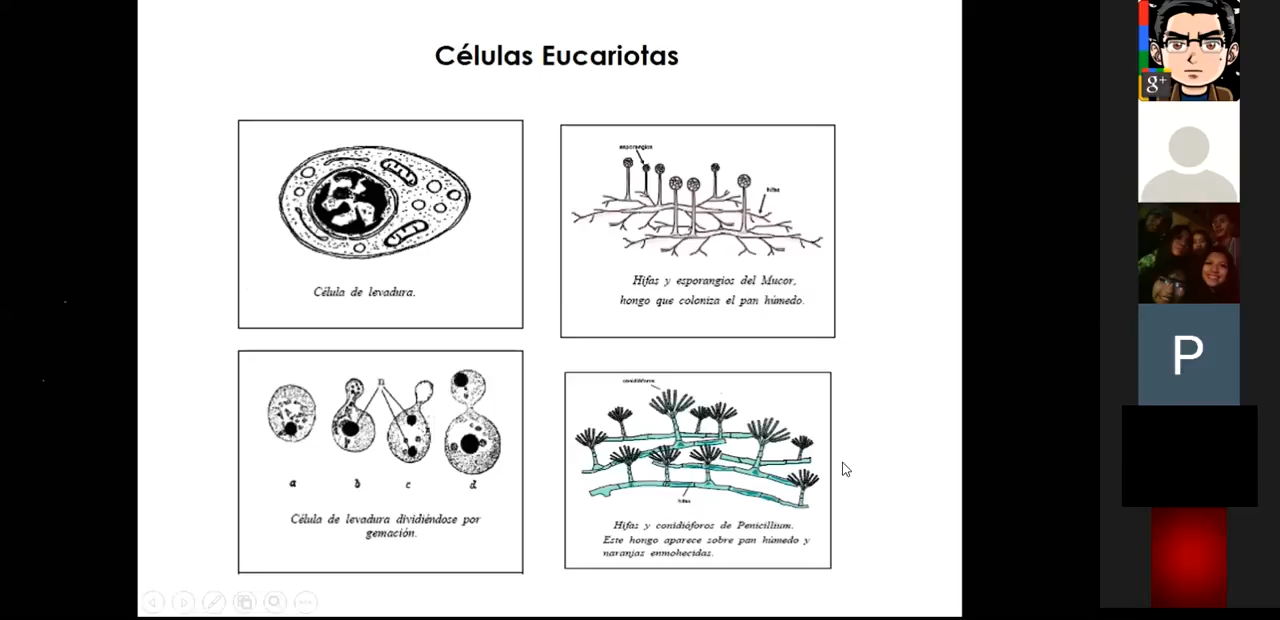 Células Eucariotas
esporangios
hifas
Célula de levadura.
Hifas y esporangios del Mucor,
hongo que coloniza el pan húmedo.
n
a b c d
Célula de levadura dividiéndose por
gemación.
conidióforos
hifas
Hifas y conidióforos de Penicillium.
Este hongo aparece sobre pan húmedo y
naranjas enmohecidas.
g+
P